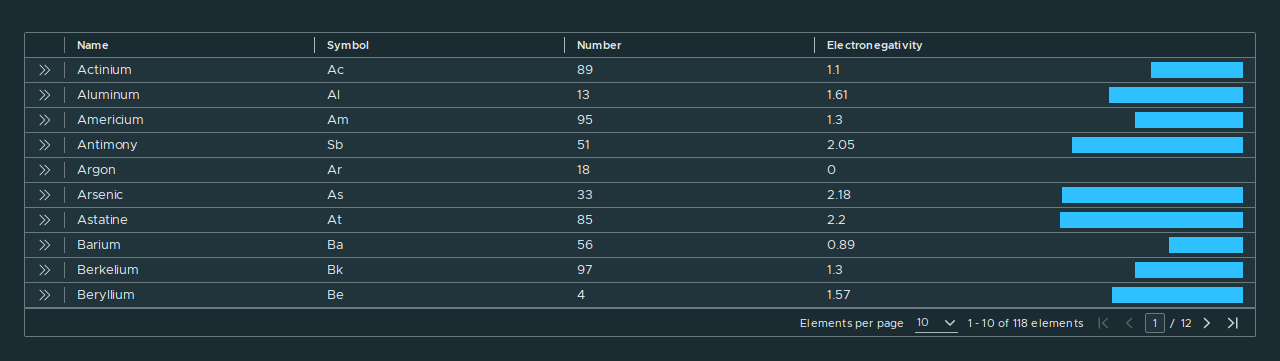 Name Symbol Number Electronegativity
Actinium Ac 89 1.1
Aluminum Al 13 1.61
Americium Am 95 1.3
Antimony Sb 51 2.05
Argon Ar 18 0
Arsenic As 33 2.18
Astatine At 85 2.2
Barium Ba 56 0.89
Berkelium Bk 97 1.3
Beryllium Be 4 1.57
Elements per page 10 1 - 10 of 118 elements 1 / 12